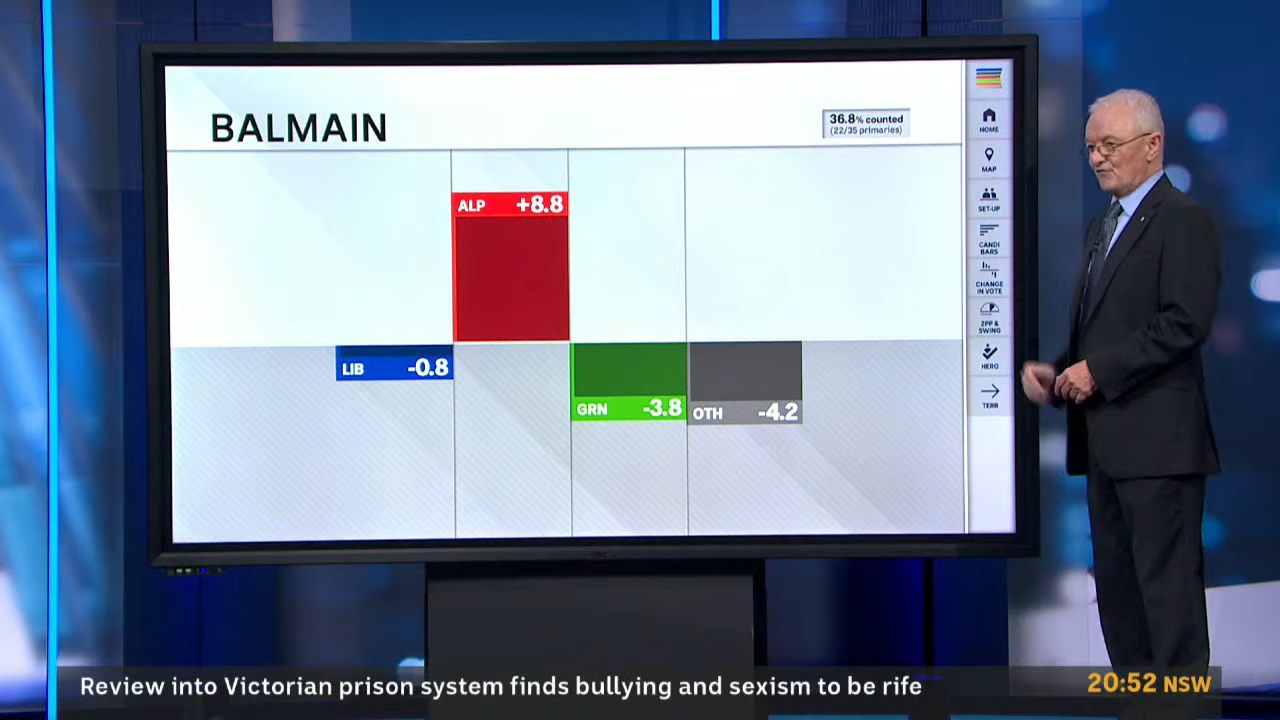 BALMAIN
36.8% counted
(22/35 primaries)
ALP +8.8
LIB -0.8
GRN -3.8
OTH -4.2
HOME
MAP
SET-UP
CANDI
BARS
CHANGE
IN VOTE
2PP &
SWING
HERO
TERR
Review into Victorian prison system finds bullying and sexism to be rife
20:52 NSW